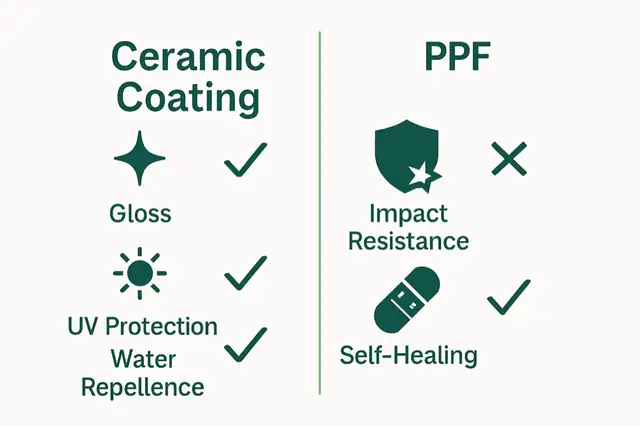 Ceramic
Coating
Gloss
UV Protection
Water
Repellence
PPF
Impact
Resistance
Self-Healing